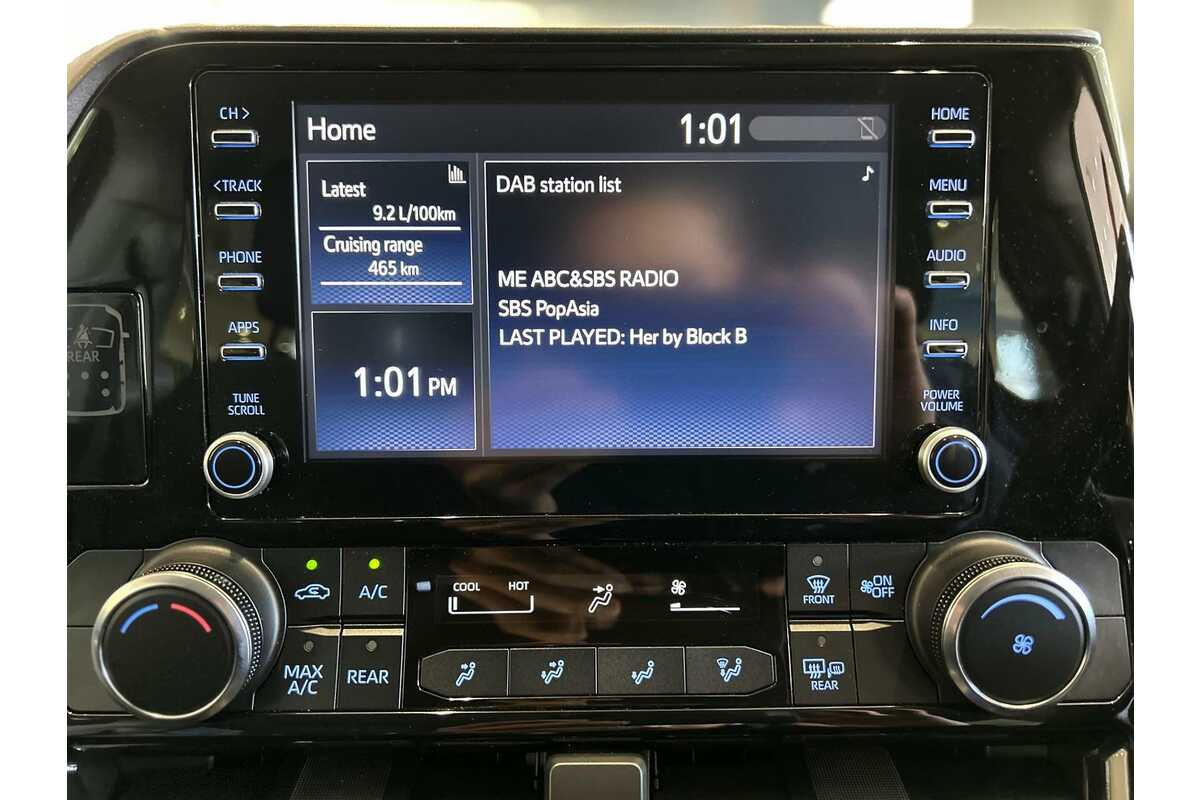 CH >
HOME
Home
1:01
<TRACK
MENU
Latest
9.2 L/100km
DAB station list
Cruising range
465 km
PHONE
AUDIO
ME ABC&SBS RADIO
SBS PopAsia
LAST PLAYED: Her by Block B
APPS
INFO
REAR
1:01 PM
TUNE
SCROLL
POWER
VOLUME
A/C
COOL
HOT
FRONT
ON
OFF
MAX
A/C
REAR
REAR